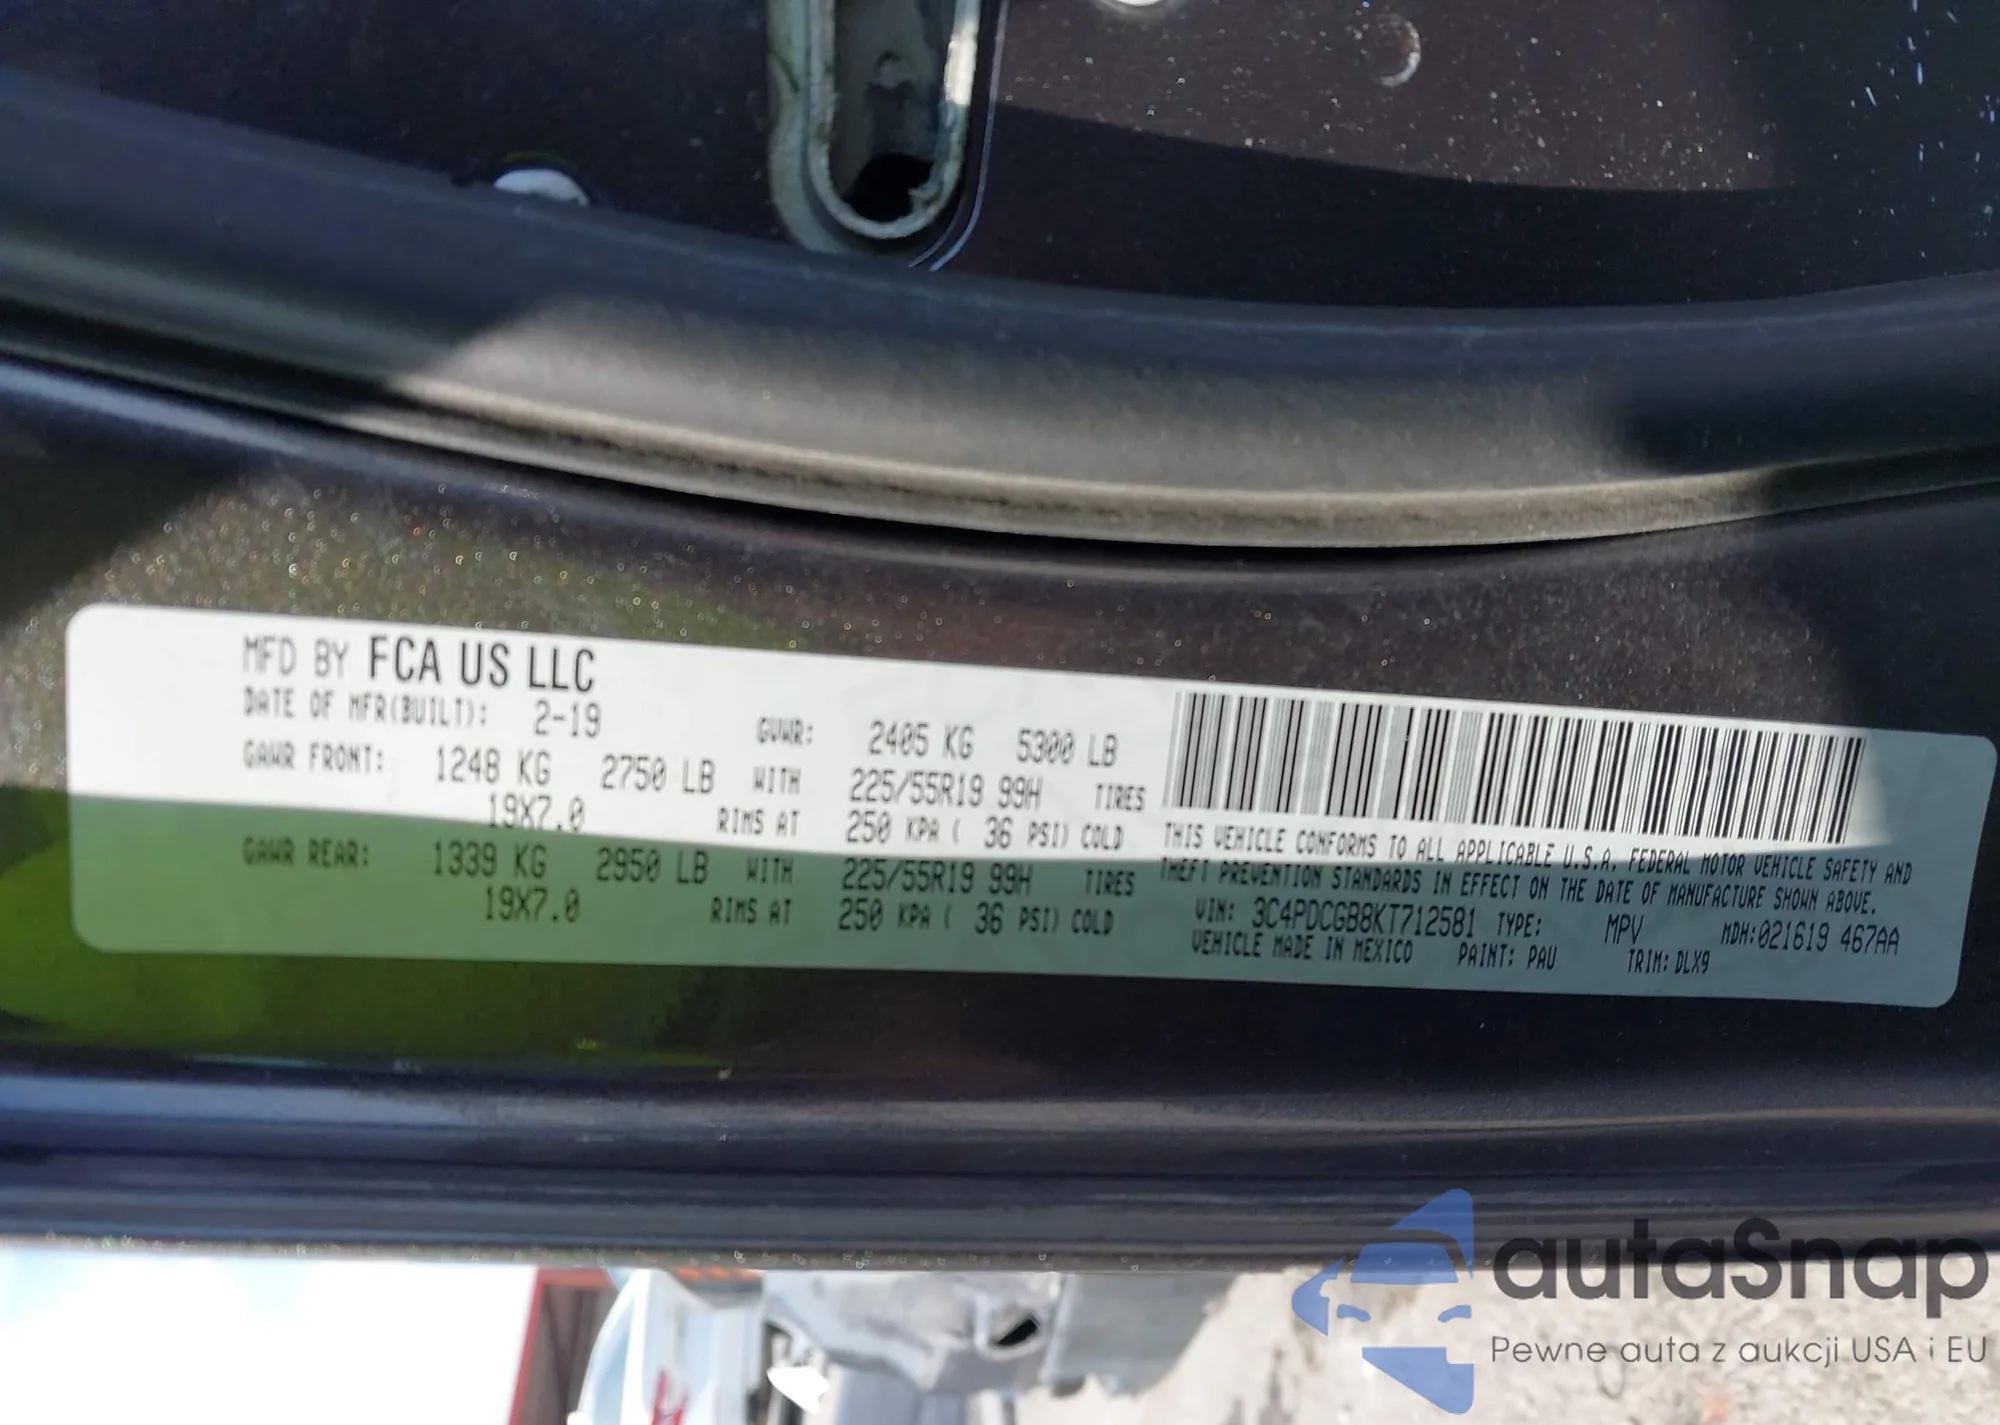 MFD BY FCA US LLC
DATE OF MFR(BUILT): 2-19 GVWR: 2405 KG 5300 LB
GAWR FRONT: 1248 KG 2750 LB WITH 225/55R19 99H TIRES
19X7.0 RIMS AT 250 KPA ( 36 PSI) COLD
GAWR REAR: 1339 KG 2950 LB WITH 225/55R19 99H TIRES
19X7.0 RIMS AT 250 KPA ( 36 PSI) COLD
THIS VEHICLE CONFORMS TO ALL APPLICABLE U.S.A. FEDERAL MOTOR VEHICLE SAFETY AND
THEFT PREVENTION STANDARDS IN EFFECT ON THE DATE OF MANUFACTURE SHOWN ABOVE.
VIN: 3C4PDCGB8KT712581 TYPE: MPV MDH:021619 467AA
VEHICLE MADE IN MEXICO PAINT: PAU TRIM: DLX9
autaSnap
Pewne auta z aukcji USA i EU